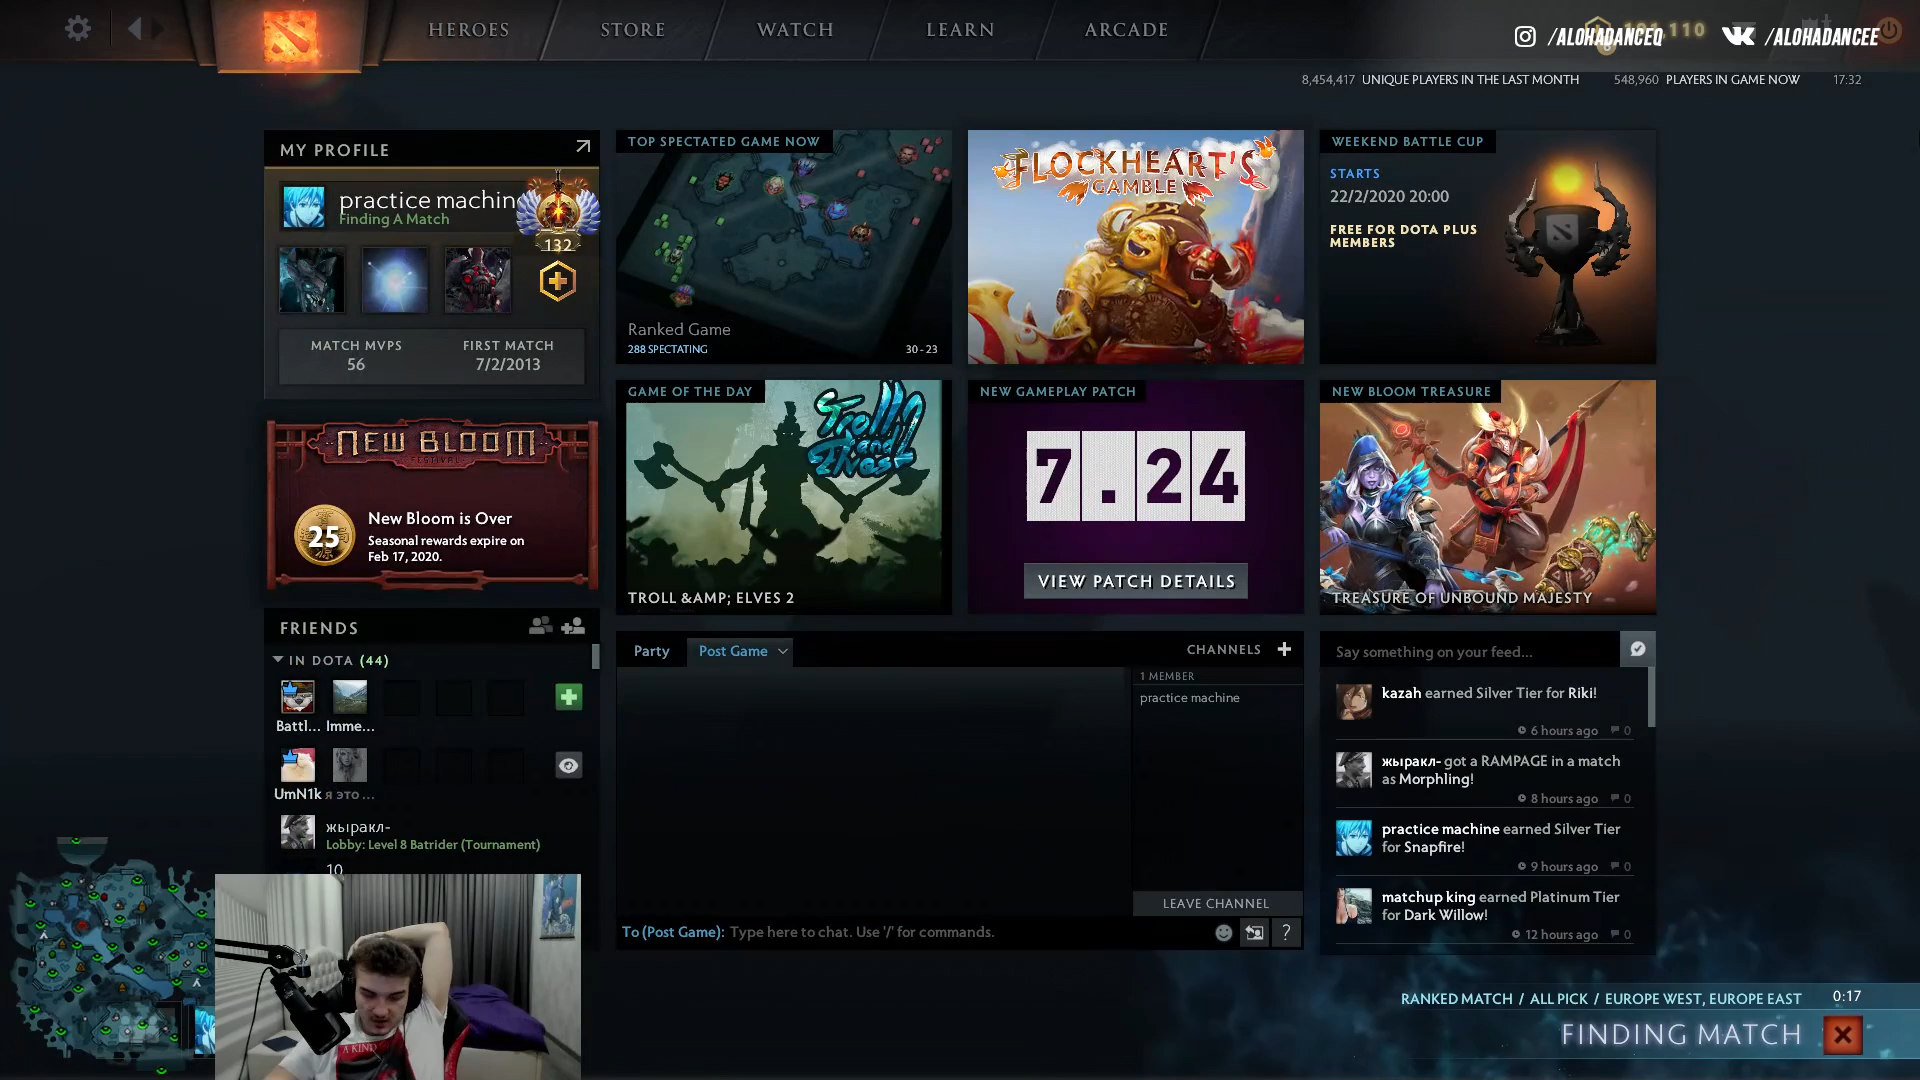 HEROES
STORE
WATCH
LEARN
ARCADE
/ALOHADANCEQ
/ALOHADANCEE
8,454,417 UNIQUE PLAYERS IN THE LAST MONTH
548,960 PLAYERS IN GAME NOW
17:32
MY PROFILE
practice machin
Finding A Match
132
MATCH MVPS
56
FIRST MATCH
7/2/2013
NEW BLOOM
FESTIVAL
25
New Bloom is Over
Seasonal rewards expire on
Feb 17, 2020.
FRIENDS
IN DOTA (44)
Battl... Imme...
UmN1k я это ...
жыракл-
Lobby: Level 8 Batrider (Tournament)
10
TOP SPECTATED GAME NOW
Ranked Game
288 SPECTATING
30 - 23
FLOCKHEART'S
GAMBLE
WEEKEND BATTLE CUP
STARTS
22/2/2020 20:00
FREE FOR DOTA PLUS
MEMBERS
GAME OF THE DAY
Troll
and
Elves
TROLL &AMP; ELVES 2
NEW GAMEPLAY PATCH
7.24
VIEW PATCH DETAILS
NEW BLOOM TREASURE
TREASURE OF UNBOUND MAJESTY
Party
Post Game
CHANNELS
1 MEMBER
practice machine
LEAVE CHANNEL
To (Post Game): Type here to chat. Use '/' for commands.
?
Say something on your feed...
kazah earned Silver Tier for Riki!
6 hours ago 0
жыракл- got a RAMPAGE in a match
as Morphling!
8 hours ago 0
practice machine earned Silver Tier
for Snapfire!
9 hours ago 0
matchup king earned Platinum Tier
for Dark Willow!
12 hours ago 0
A KIND
RANKED MATCH / ALL PICK / EUROPE WEST, EUROPE EAST
0:17
FINDING MATCH